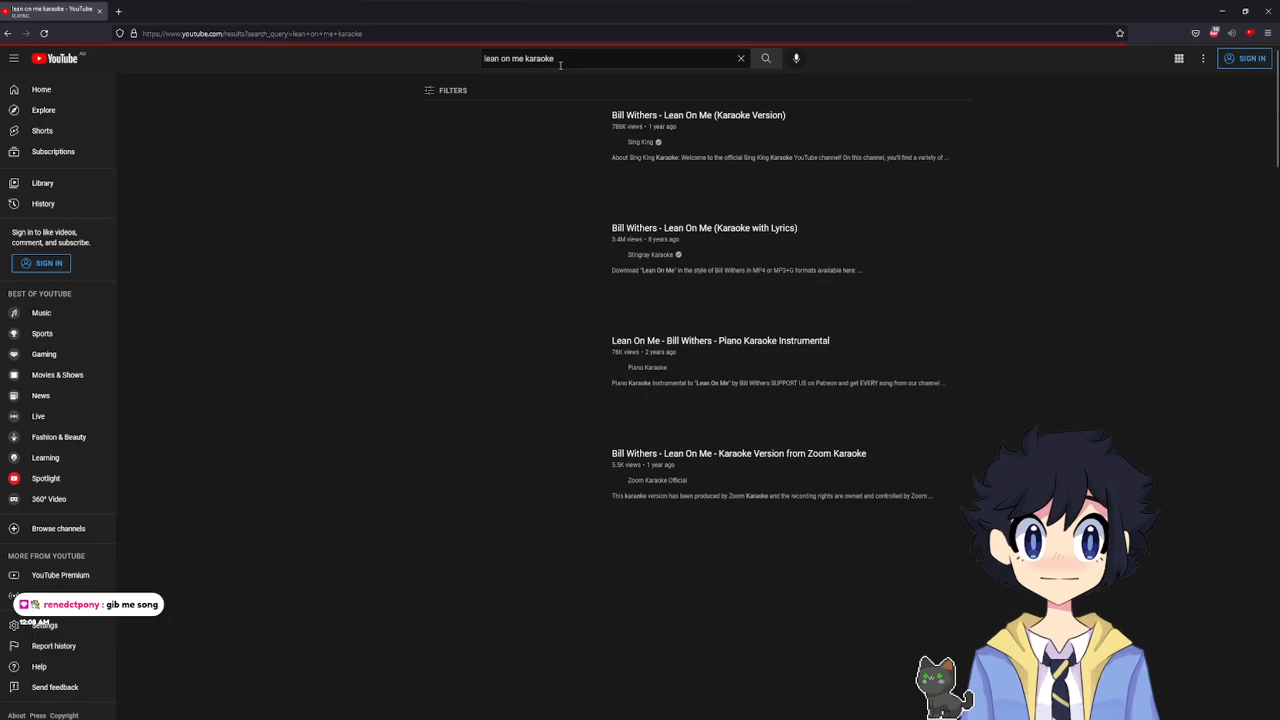 lean on me karaoke - YouTube
PLAYING
https://www.youtube.com/results?search_query=lean+on+me+karaoke
YouTube AU
lean on me karaoke
SIGN IN
Home
Explore
Shorts
Subscriptions
Library
History
Sign in to like videos,
comment, and subscribe.
SIGN IN
BEST OF YOUTUBE
Music
Sports
Gaming
Movies & Shows
News
Live
Fashion & Beauty
Learning
Spotlight
360° Video
Browse channels
MORE FROM YOUTUBE
YouTube Premium
renedctpony : gib me song
12:08 AM
Settings
Report history
Help
Send feedback
About Press Copyright
FILTERS
Bill Withers - Lean On Me (Karaoke Version)
788K views • 1 year ago
Sing King
About Sing King Karaoke: Welcome to the official Sing King Karaoke YouTube channel! On this channel, you'll find a variety of ...
Bill Withers - Lean On Me (Karaoke with Lyrics)
3.4M views • 8 years ago
Stingray Karaoke
Download "Lean On Me" in the style of Bill Withers in MP4 or MP3+G formats available here: ...
Lean On Me - Bill Withers - Piano Karaoke Instrumental
76K views • 2 years ago
Piano Karaoke
Piano Karaoke Instrumental to "Lean On Me" by Bill Withers SUPPORT US on Patreon and get EVERY song from our channel ...
Bill Withers - Lean On Me - Karaoke Version from Zoom Karaoke
5.5K views • 1 year ago
Zoom Karaoke Official
This karaoke version has been produced by Zoom Karaoke and the recording rights are owned and controlled by Zoom ...